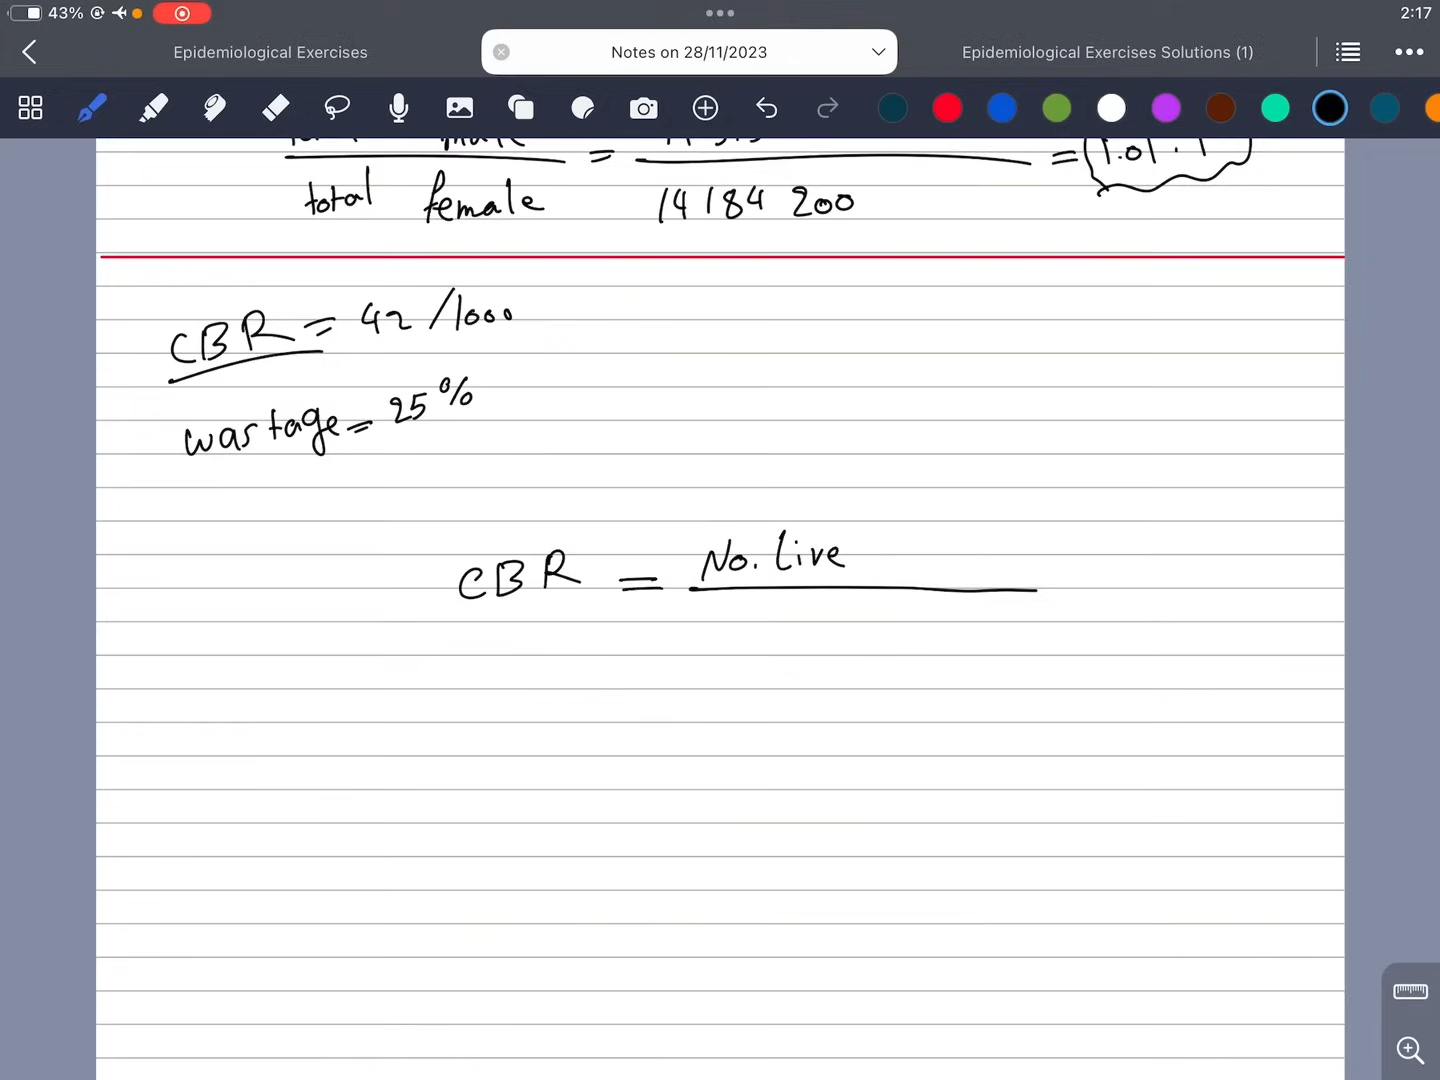 43% 2:17
Epidemiological Exercises Notes on 28/11/2023 Epidemiological Exercises Solutions (1)
male =
total female 14 184 200
CBR = 42 /1000
wastage = 25%
CBR = No. Live